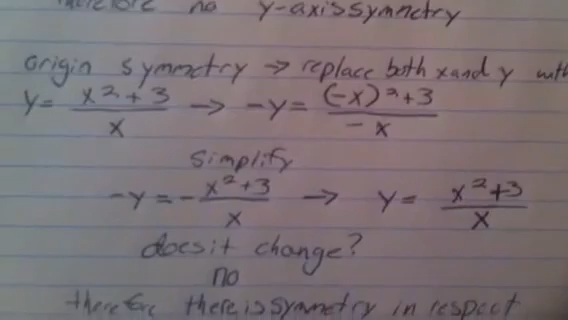 therefore no y-axis symmetry
origin symmetry → replace both x and y with
y = x² + 3 / x → -y = (-x)² + 3 / -x
simplify
-y = - x² + 3 / x → y = x² + 3 / x
does it change?
no
therefore there is symmetry in respect